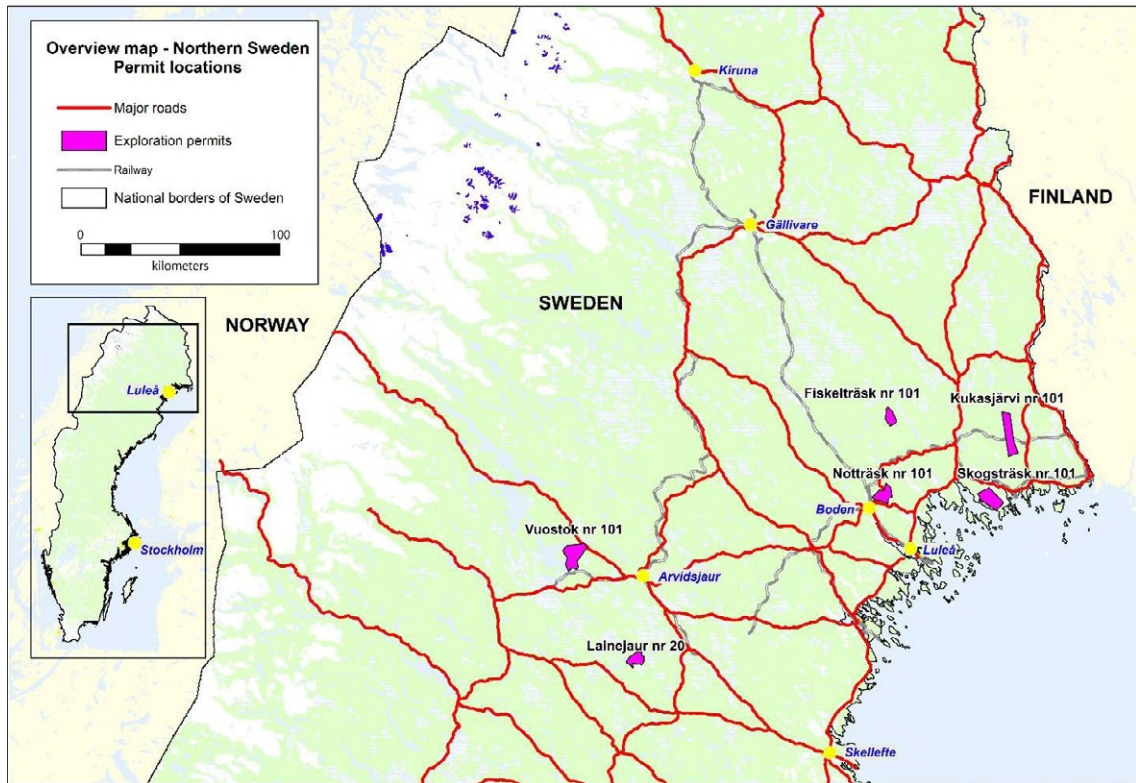 Overview map - Northern Sweden
Permit locations
Major roads
Exploration permits
Railway
National borders of Sweden
0
100
kilometers
Kiruna
FINLAND
Gällivare
SWEDEN
NORWAY
Luleå
Fiskelträsk nr 101
Kukasjärvi nr 101
Notträsk nr 101
Skogsträsk nr 101
Boden
Vuostok nr 101
Stockholm
Luleå
Arvidsjaur
Lainejaur nr 20
Skellefte